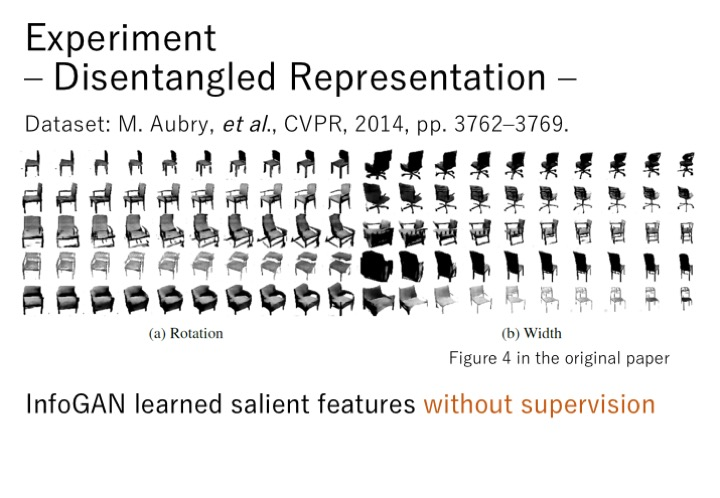 Experiment
– Disentangled Representation –
Dataset: M. Aubry, et al., CVPR, 2014, pp. 3762–3769.
(a) Rotation
(b) Width
Figure 4 in the original paper
InfoGAN learned salient features without supervision